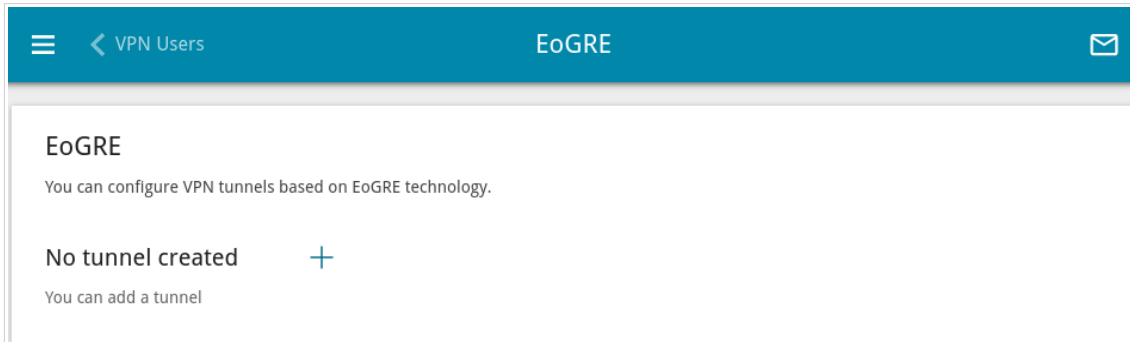 VPN Users
EoGRE
EoGRE
You can configure VPN tunnels based on EoGRE technology.
No tunnel created
You can add a tunnel